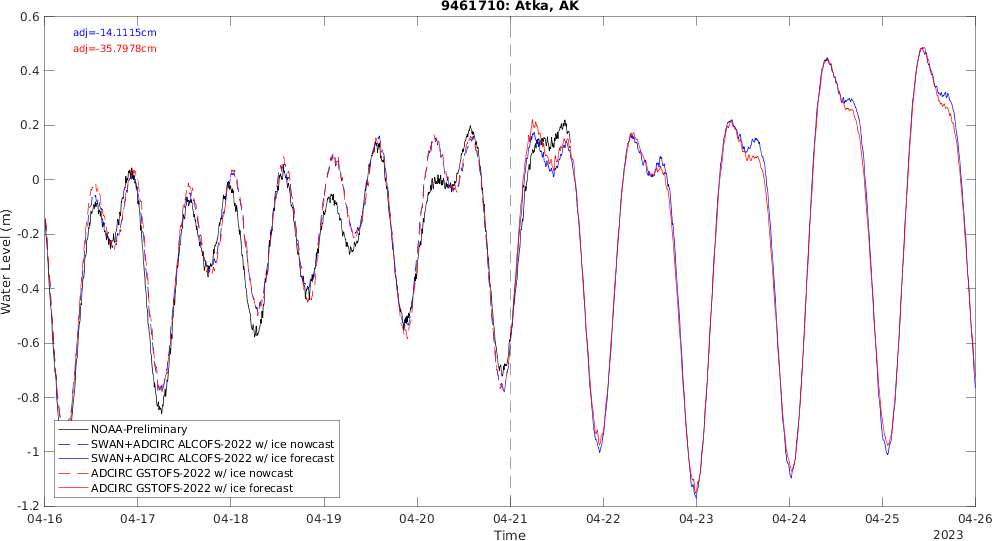 9461710: Atka, AK
adj=-14.1115cm
adj=-35.7978cm
0.6
0.4
0.2
0
-0.2
-0.4
-0.6
-0.8
-1
-1.2
Water Level (m)
NOAA-Preliminary
SWAN+ADCIRC ALCOFS-2022 w/ ice nowcast
SWAN+ADCIRC ALCOFS-2022 w/ ice forecast
ADCIRC GSTOFS-2022 w/ ice nowcast
ADCIRC GSTOFS-2022 w/ ice forecast
04-16 04-17 04-18 04-19 04-20 04-21 04-22 04-23 04-24 04-25 04-26
Time
2023